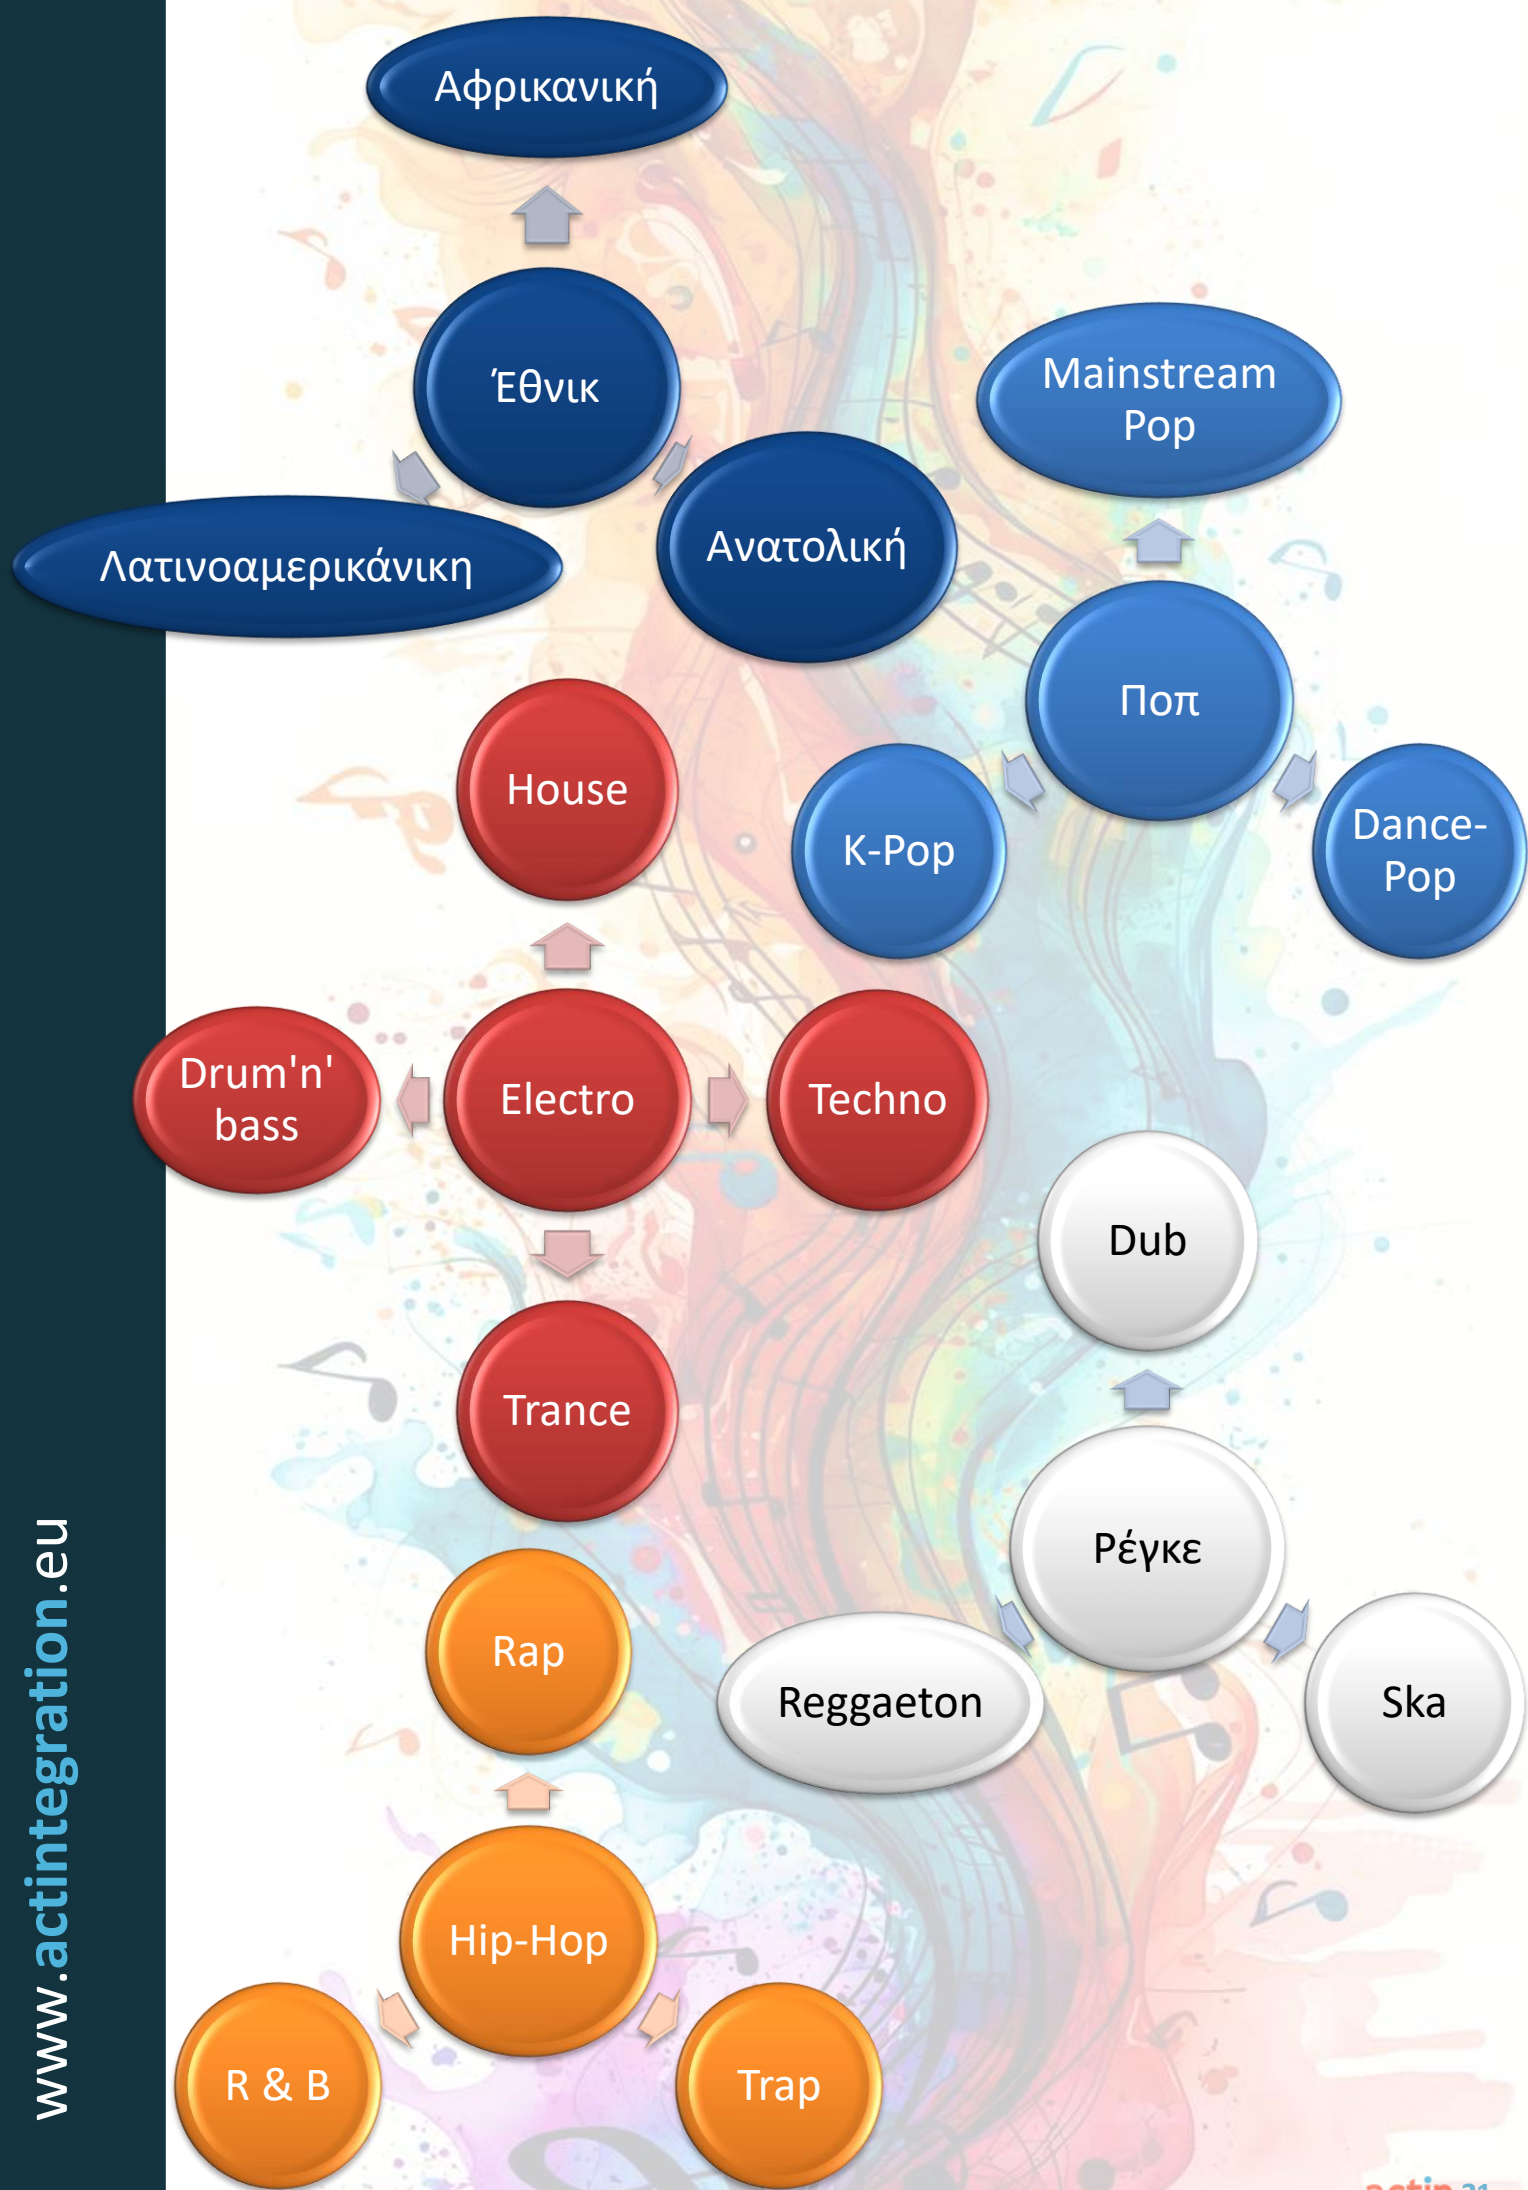 Αφρικανική
Έθνικ
Λατινοαμερικάνικη
Ανατολική
Mainstream
Pop
Ποπ
K-Pop
Dance-
Pop
House
Drum'n'
bass
Electro
Techno
Trance
Dub
Ρέγκε
Reggaeton
Ska
Rap
Hip-Hop
R & B
Trap
www.actintegration.eu